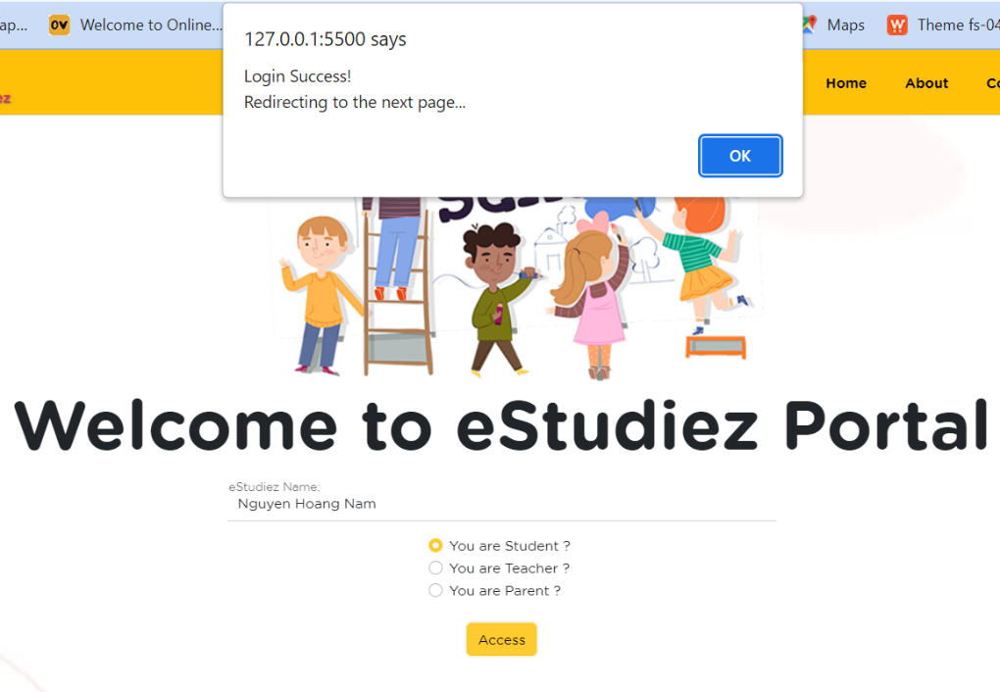 ap...
Welcome to Online...
Maps
Theme fs-04
127.0.0.1:5500 says
Login Success!
Redirecting to the next page...
OK
ez
Home
About
Welcome to eStudiez Portal
eStudiez Name:
Nguyen Hoang Nam
You are Student ?
You are Teacher ?
You are Parent ?
Access